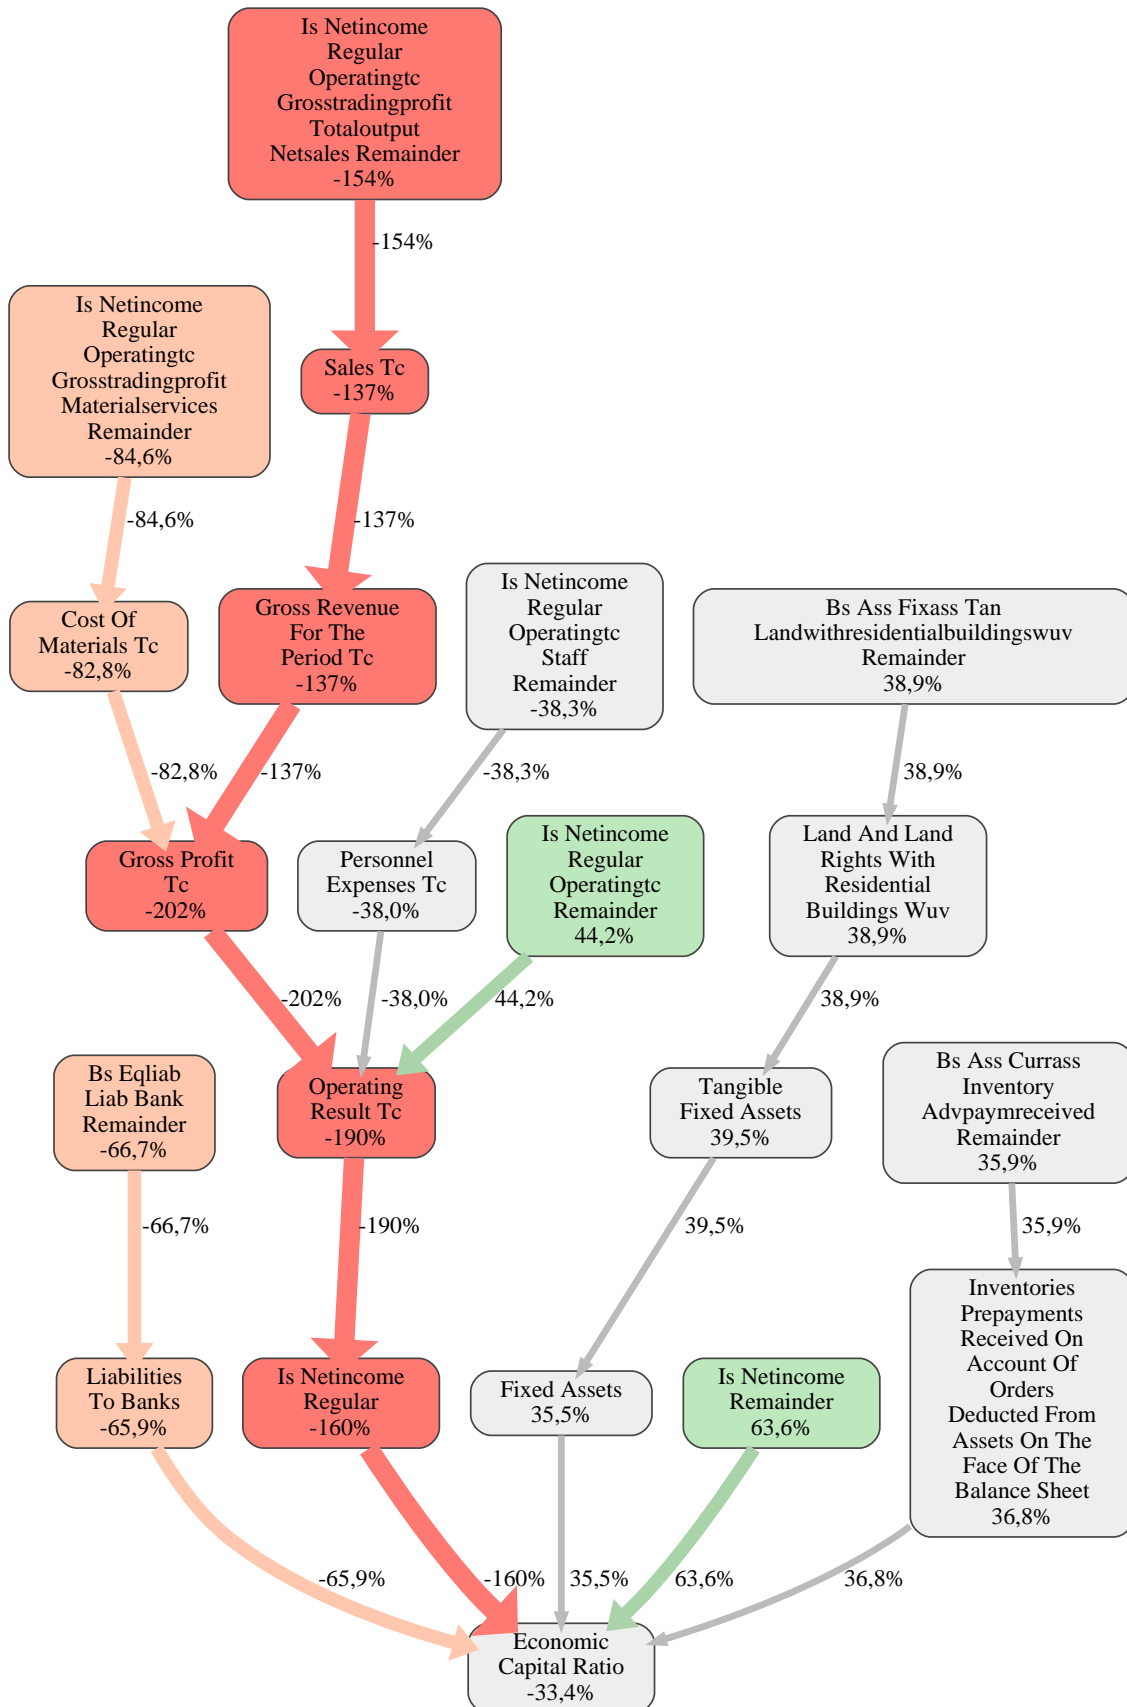 Is Netincome
Regular
Operatingtc
Grosstradingprofit
Totaloutput
Netsales Remainder
-154%
-154%
Is Netincome
Regular
Operatingtc
Grosstradingprofit
Materialservices
Remainder
-84,6%
Sales Tc
-137%
-84,6%
-137%
Cost Of
Materials Tc
-82,8%
Gross Revenue
For The
Period Tc
-137%
Is Netincome
Regular
Operatingtc
Staff
Remainder
-38,3%
Bs Ass Fixass Tan
Landwithresidentialbuildingswuv
Remainder
38,9%
-82,8%
-137%
-38,3%
38,9%
Gross Profit
Tc
-202%
Personnel
Expenses Tc
-38,0%
Is Netincome
Regular
Operatingtc
Remainder
44,2%
Land And Land
Rights With
Residential
Buildings Wuv
38,9%
-202%
-38,0%
44,2%
38,9%
Bs Eqliab
Liab Bank
Remainder
-66,7%
Operating
Result Tc
-190%
Tangible
Fixed Assets
39,5%
Bs Ass Currass
Inventory
Advpaymreceived
Remainder
35,9%
-66,7%
-190%
39,5%
35,9%
Liabilities
To Banks
-65,9%
Is Netincome
Regular
-160%
Fixed Assets
35,5%
Is Netincome
Remainder
63,6%
Inventories
Prepayments
Received On
Account Of
Orders
Deducted From
Assets On The
Face Of The
Balance Sheet
36,8%
-65,9%
-160%
35,5%
63,6%
36,8%
Economic
Capital Ratio
-33,4%